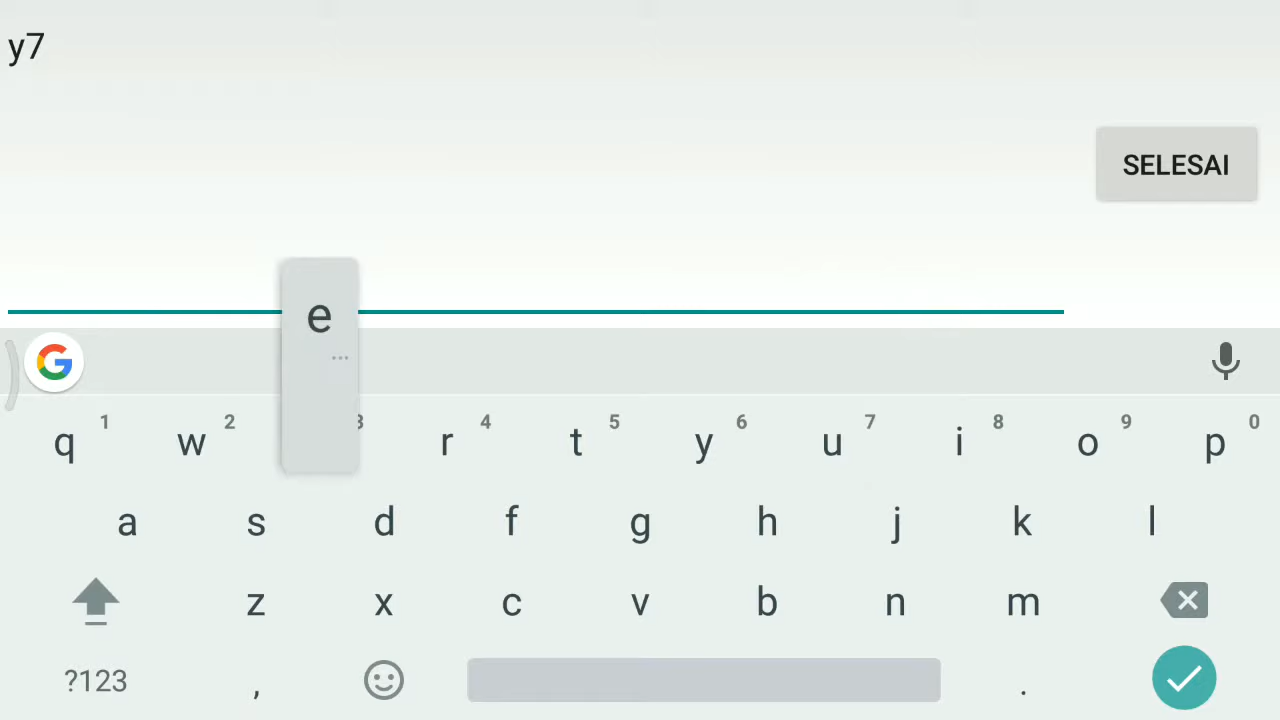 y7
SELESAI
e
...
q 1 w 2 3 r 4 t 5 y 6 u 7 i 8 o 9 p 0
a s d f g h j k l
z x c v b n m
?123 , .